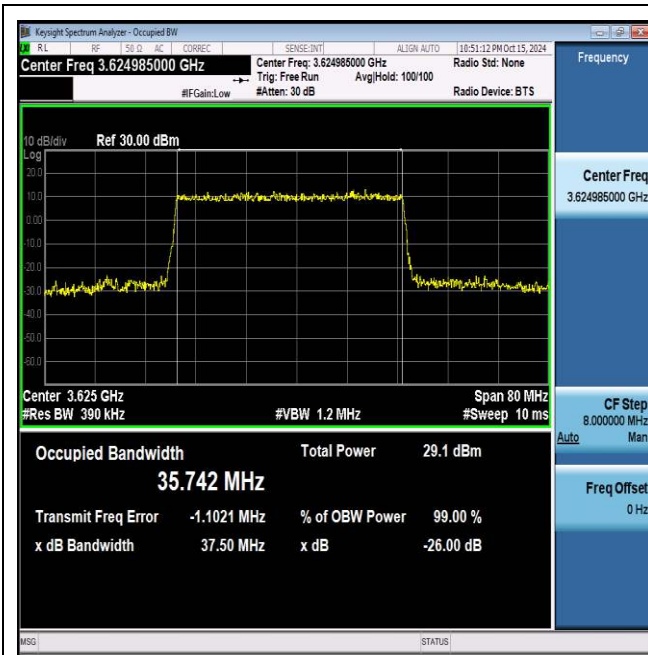 Keysight Spectrum Analyzer - Occupied BW
RL RF 50 Ω AC CORREC SENSE:INT ALIGN AUTO 10:51:12 PM Oct 15, 2024
Center Freq 3.624985000 GHz Center Freq: 3.624985000 GHz Radio Std: None
Trig: Free Run Avg|Hold: 100/100
#IFGain:Low #Atten: 30 dB Radio Device: BTS
10 dB/div Ref 30.00 dBm
Log
20.0
10.0
0.00
-10.0
-20.0
-30.0
-40.0
-50.0
-60.0
Center 3.625 GHz Span 80 MHz
#Res BW 390 kHz #VBW 1.2 MHz #Sweep 10 ms
Occupied Bandwidth Total Power 29.1 dBm
35.742 MHz
Transmit Freq Error -1.1021 MHz % of OBW Power 99.00 %
x dB Bandwidth 37.50 MHz x dB -26.00 dB
MSG STATUS
Frequency
Center Freq
3.624985000 GHz
CF Step
8.000000 MHz
Auto Man
Freq Offset
0 Hz